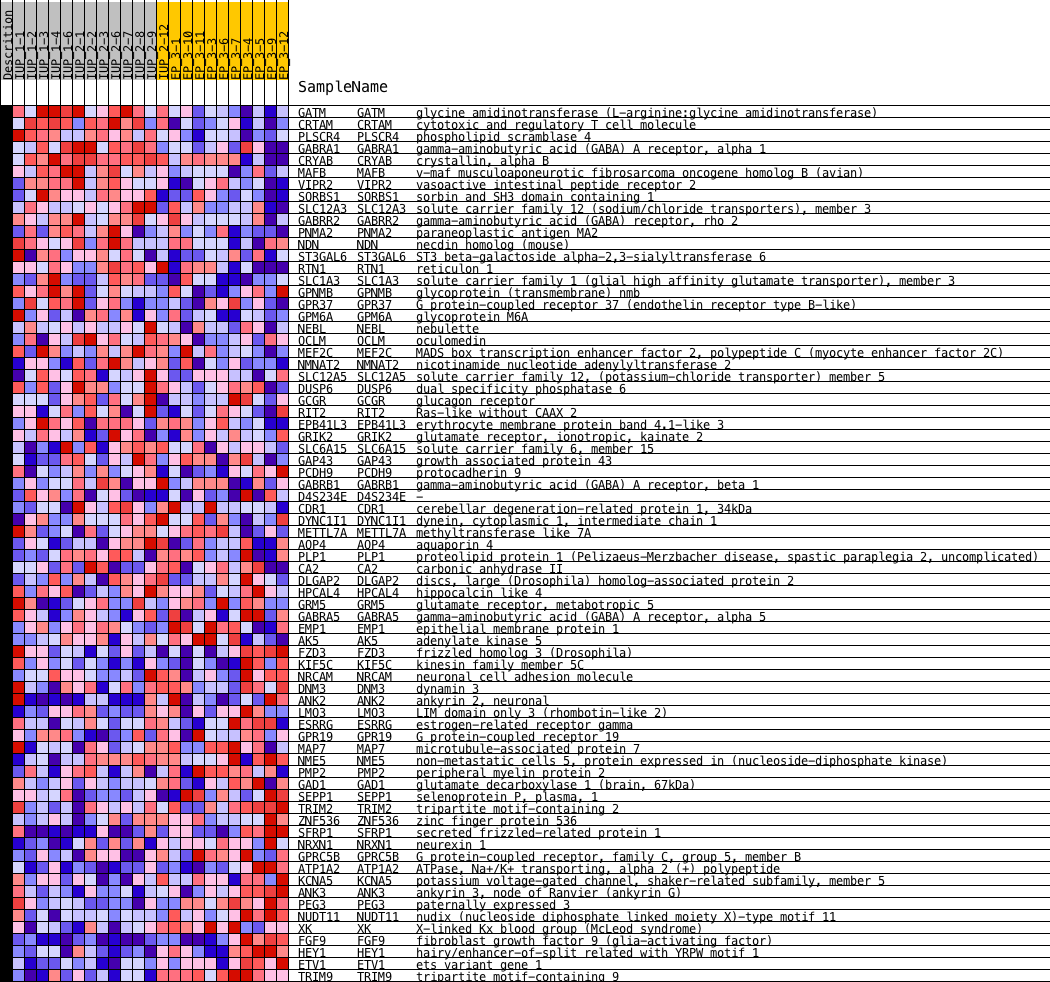 Descrition
IUP_1-1
IUP_1-2
IUP_1-3
IUP_1-4
IUP_1-6
IUP_2-1
IUP_2-2
IUP_2-3
IUP_2-6
IUP_2-7
IUP_2-8
IUP_2-9
IUP_2-12
EP_3-1
EP_3-10
EP_3-11
EP_3-3
EP_3-6
EP_3-7
EP_3-4
EP_3-5
EP_3-9
EP_3-12
SampleName
GATM GATM glycine amidinotransferase (L-arginine:glycine amidinotransferase)
CRTAM CRTAM cytotoxic and regulatory T cell molecule
PLSCR4 PLSCR4 phospholipid scramblase 4
GABRA1 GABRA1 gamma-aminobutyric acid (GABA) A receptor, alpha 1
CRYAB CRYAB crystallin, alpha B
MAFB MAFB v-maf musculoaponeurotic fibrosarcoma oncogene homolog B (avian)
VIPR2 VIPR2 vasoactive intestinal peptide receptor 2
SORBS1 SORBS1 sorbin and SH3 domain containing 1
SLC12A3 SLC12A3 solute carrier family 12 (sodium/chloride transporters), member 3
GABRR2 GABRR2 gamma-aminobutyric acid (GABA) receptor, rho 2
PNMA2 PNMA2 paraneoplastic antigen MA2
NDN NDN necdin homolog (mouse)
ST3GAL6 ST3GAL6 ST3 beta-galactoside alpha-2,3-sialyltransferase 6
RTN1 RTN1 reticulon 1
SLC1A3 SLC1A3 solute carrier family 1 (glial high affinity glutamate transporter), member 3
GPNMB GPNMB glycoprotein (transmembrane) nmb
GPR37 GPR37 G protein-coupled receptor 37 (endothelin receptor type B-like)
GPM6A GPM6A glycoprotein M6A
NEBL NEBL nebulette
OCLM OCLM oculomedin
MEF2C MEF2C MADS box transcription enhancer factor 2, polypeptide C (myocyte enhancer factor 2C)
NMNAT2 NMNAT2 nicotinamide nucleotide adenylyltransferase 2
SLC12A5 SLC12A5 solute carrier family 12, (potassium-chloride transporter) member 5
DUSP6 DUSP6 dual specificity phosphatase 6
GCGR GCGR glucagon receptor
RIT2 RIT2 Ras-like without CAAX 2
EPB41L3 EPB41L3 erythrocyte membrane protein band 4.1-like 3
GRIK2 GRIK2 glutamate receptor, ionotropic, kainate 2
SLC6A15 SLC6A15 solute carrier family 6, member 15
GAP43 GAP43 growth associated protein 43
PCDH9 PCDH9 protocadherin 9
GABRB1 GABRB1 gamma-aminobutyric acid (GABA) A receptor, beta 1
D4S234E D4S234E -
CDR1 CDR1 cerebellar degeneration-related protein 1, 34kDa
DYNC1I1 DYNC1I1 dynein, cytoplasmic 1, intermediate chain 1
METTL7A METTL7A methyltransferase like 7A
AQP4 AQP4 aquaporin 4
PLP1 PLP1 proteolipid protein 1 (Pelizaeus-Merzbacher disease, spastic paraplegia 2, uncomplicated)
CA2 CA2 carbonic anhydrase II
DLGAP2 DLGAP2 discs, large (Drosophila) homolog-associated protein 2
HPCAL4 HPCAL4 hippocalcin like 4
GRM5 GRM5 glutamate receptor, metabotropic 5
GABRA5 GABRA5 gamma-aminobutyric acid (GABA) A receptor, alpha 5
EMP1 EMP1 epithelial membrane protein 1
AK5 AK5 adenylate kinase 5
FZD3 FZD3 frizzled homolog 3 (Drosophila)
KIF5C KIF5C kinesin family member 5C
NRCAM NRCAM neuronal cell adhesion molecule
DNM3 DNM3 dynamin 3
ANK2 ANK2 ankyrin 2, neuronal
LMO3 LMO3 LIM domain only 3 (rhombotin-like 2)
ESRRG ESRRG estrogen-related receptor gamma
GPR19 GPR19 G protein-coupled receptor 19
MAP7 MAP7 microtubule-associated protein 7
NME5 NME5 non-metastatic cells 5, protein expressed in (nucleoside-diphosphate kinase)
PMP2 PMP2 peripheral myelin protein 2
GAD1 GAD1 glutamate decarboxylase 1 (brain, 67kDa)
SEPP1 SEPP1 selenoprotein P, plasma, 1
TRIM2 TRIM2 tripartite motif-containing 2
ZNF536 ZNF536 zinc finger protein 536
SFRP1 SFRP1 secreted frizzled-related protein 1
NRXN1 NRXN1 neurexin 1
GPRC5B GPRC5B G protein-coupled receptor, family C, group 5, member B
ATP1A2 ATP1A2 ATPase, Na+/K+ transporting, alpha 2 (+) polypeptide
KCNA5 KCNA5 potassium voltage-gated channel, shaker-related subfamily, member 5
ANK3 ANK3 ankyrin 3, node of Ranvier (ankyrin G)
PEG3 PEG3 paternally expressed 3
NUDT11 NUDT11 nudix (nucleoside diphosphate linked moiety X)-type motif 11
XK XK X-linked Kx blood group (McLeod syndrome)
FGF9 FGF9 fibroblast growth factor 9 (glia-activating factor)
HEY1 HEY1 hairy/enhancer-of-split related with YRPW motif 1
ETV1 ETV1 ets variant gene 1
TRIM9 TRIM9 tripartite motif-containing 9